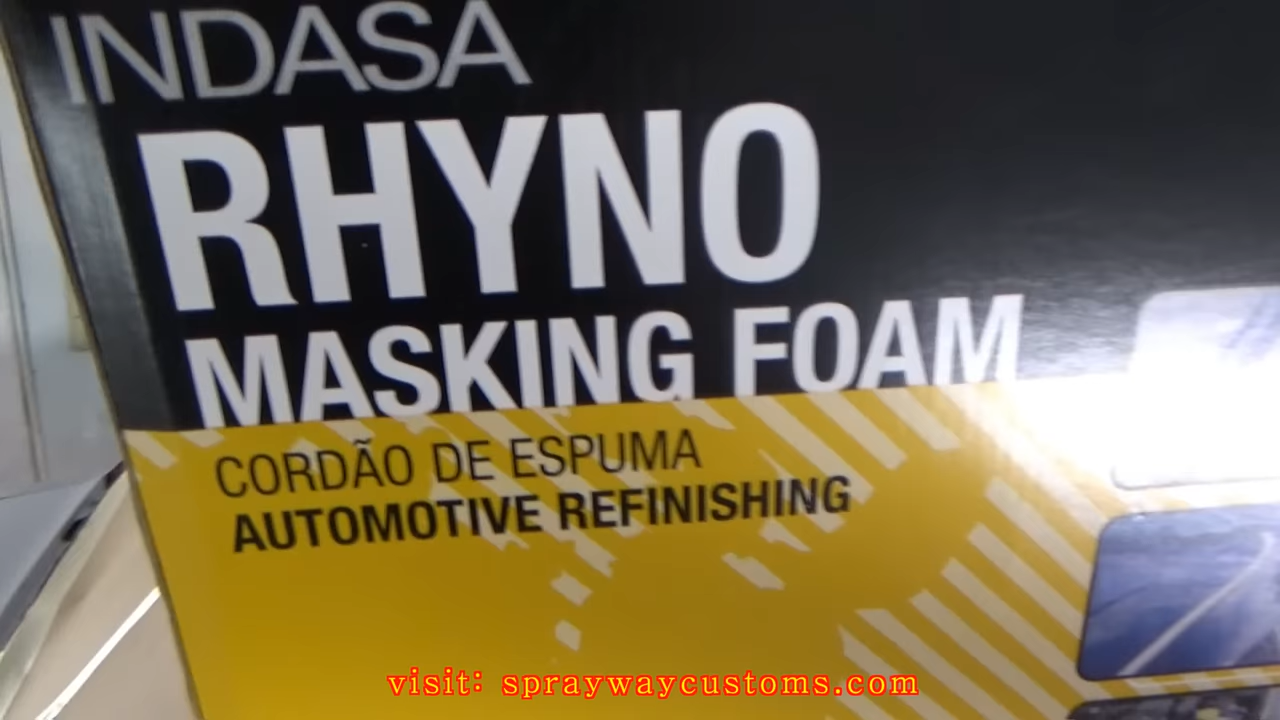 INDASA
RHYNO
MASKING FOAM
CORDÃO DE ESPUMA
AUTOMOTIVE REFINISHING
visit: spraywaycustoms.com